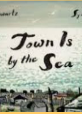 Town Is
by the Sea